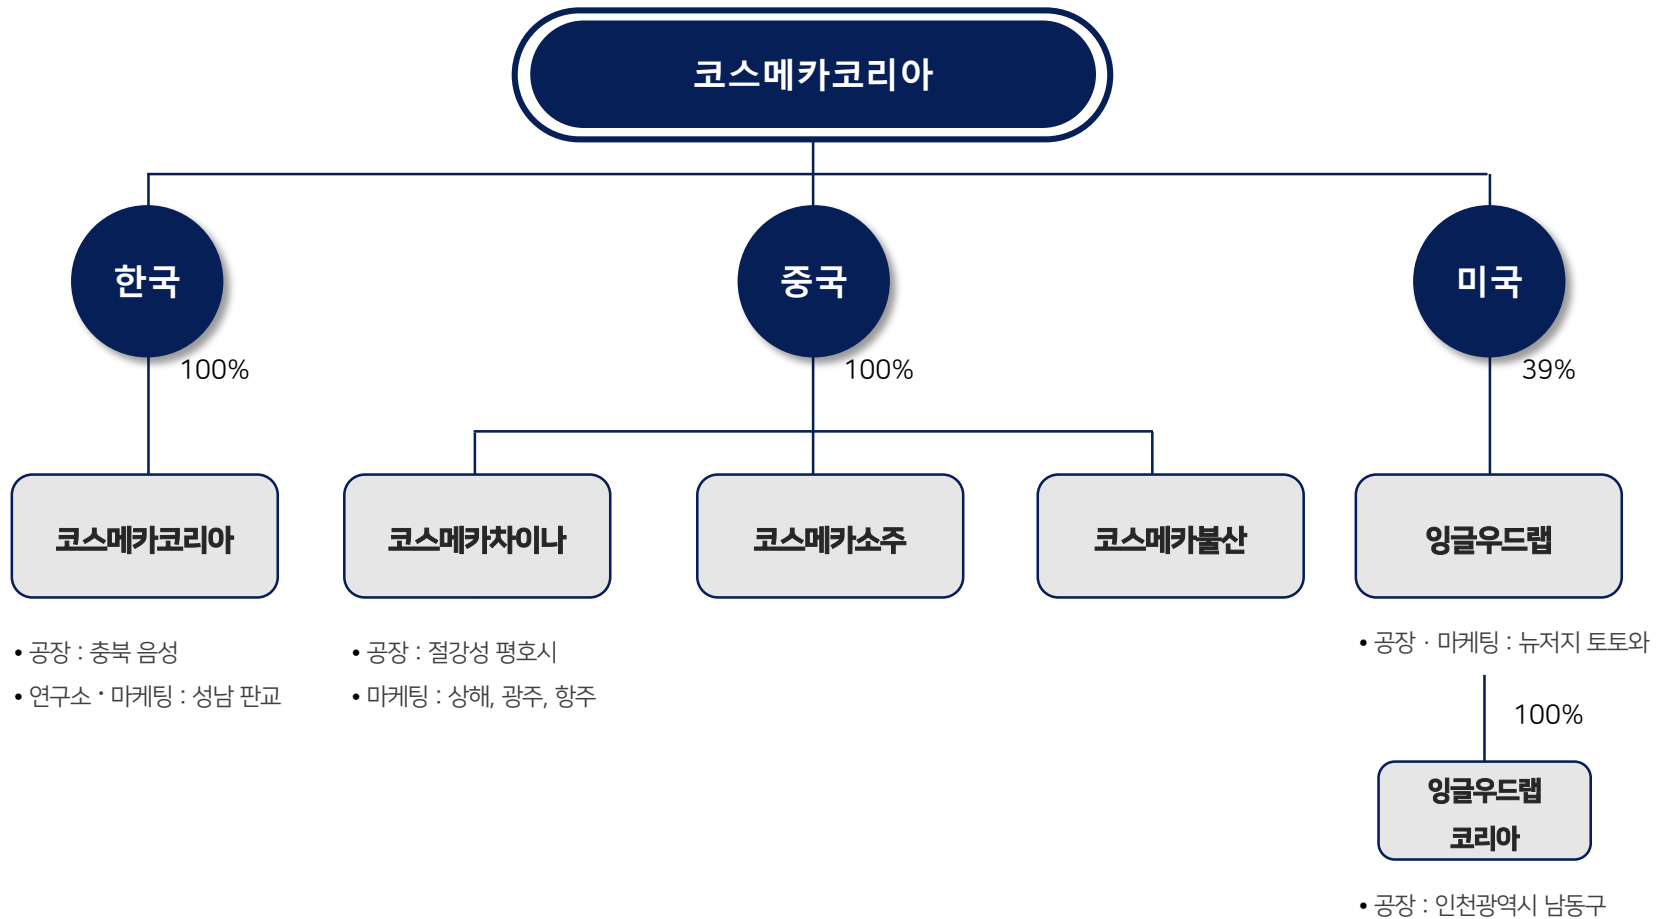 코스메카코리아
한국
중국
미국
100%
100%
39%
코스메카코리아
코스메카차이나
코스메카소주
코스메카불산
잉글우드랩
• 공장 : 충북 음성
• 연구소 · 마케팅 : 성남 판교
• 공장 : 절강성 평호시
• 마케팅 : 상해, 광주, 항주
• 공장 · 마케팅 : 뉴저지 토토와
100%
잉글우드랩
코리아
• 공장 : 인천광역시 남동구